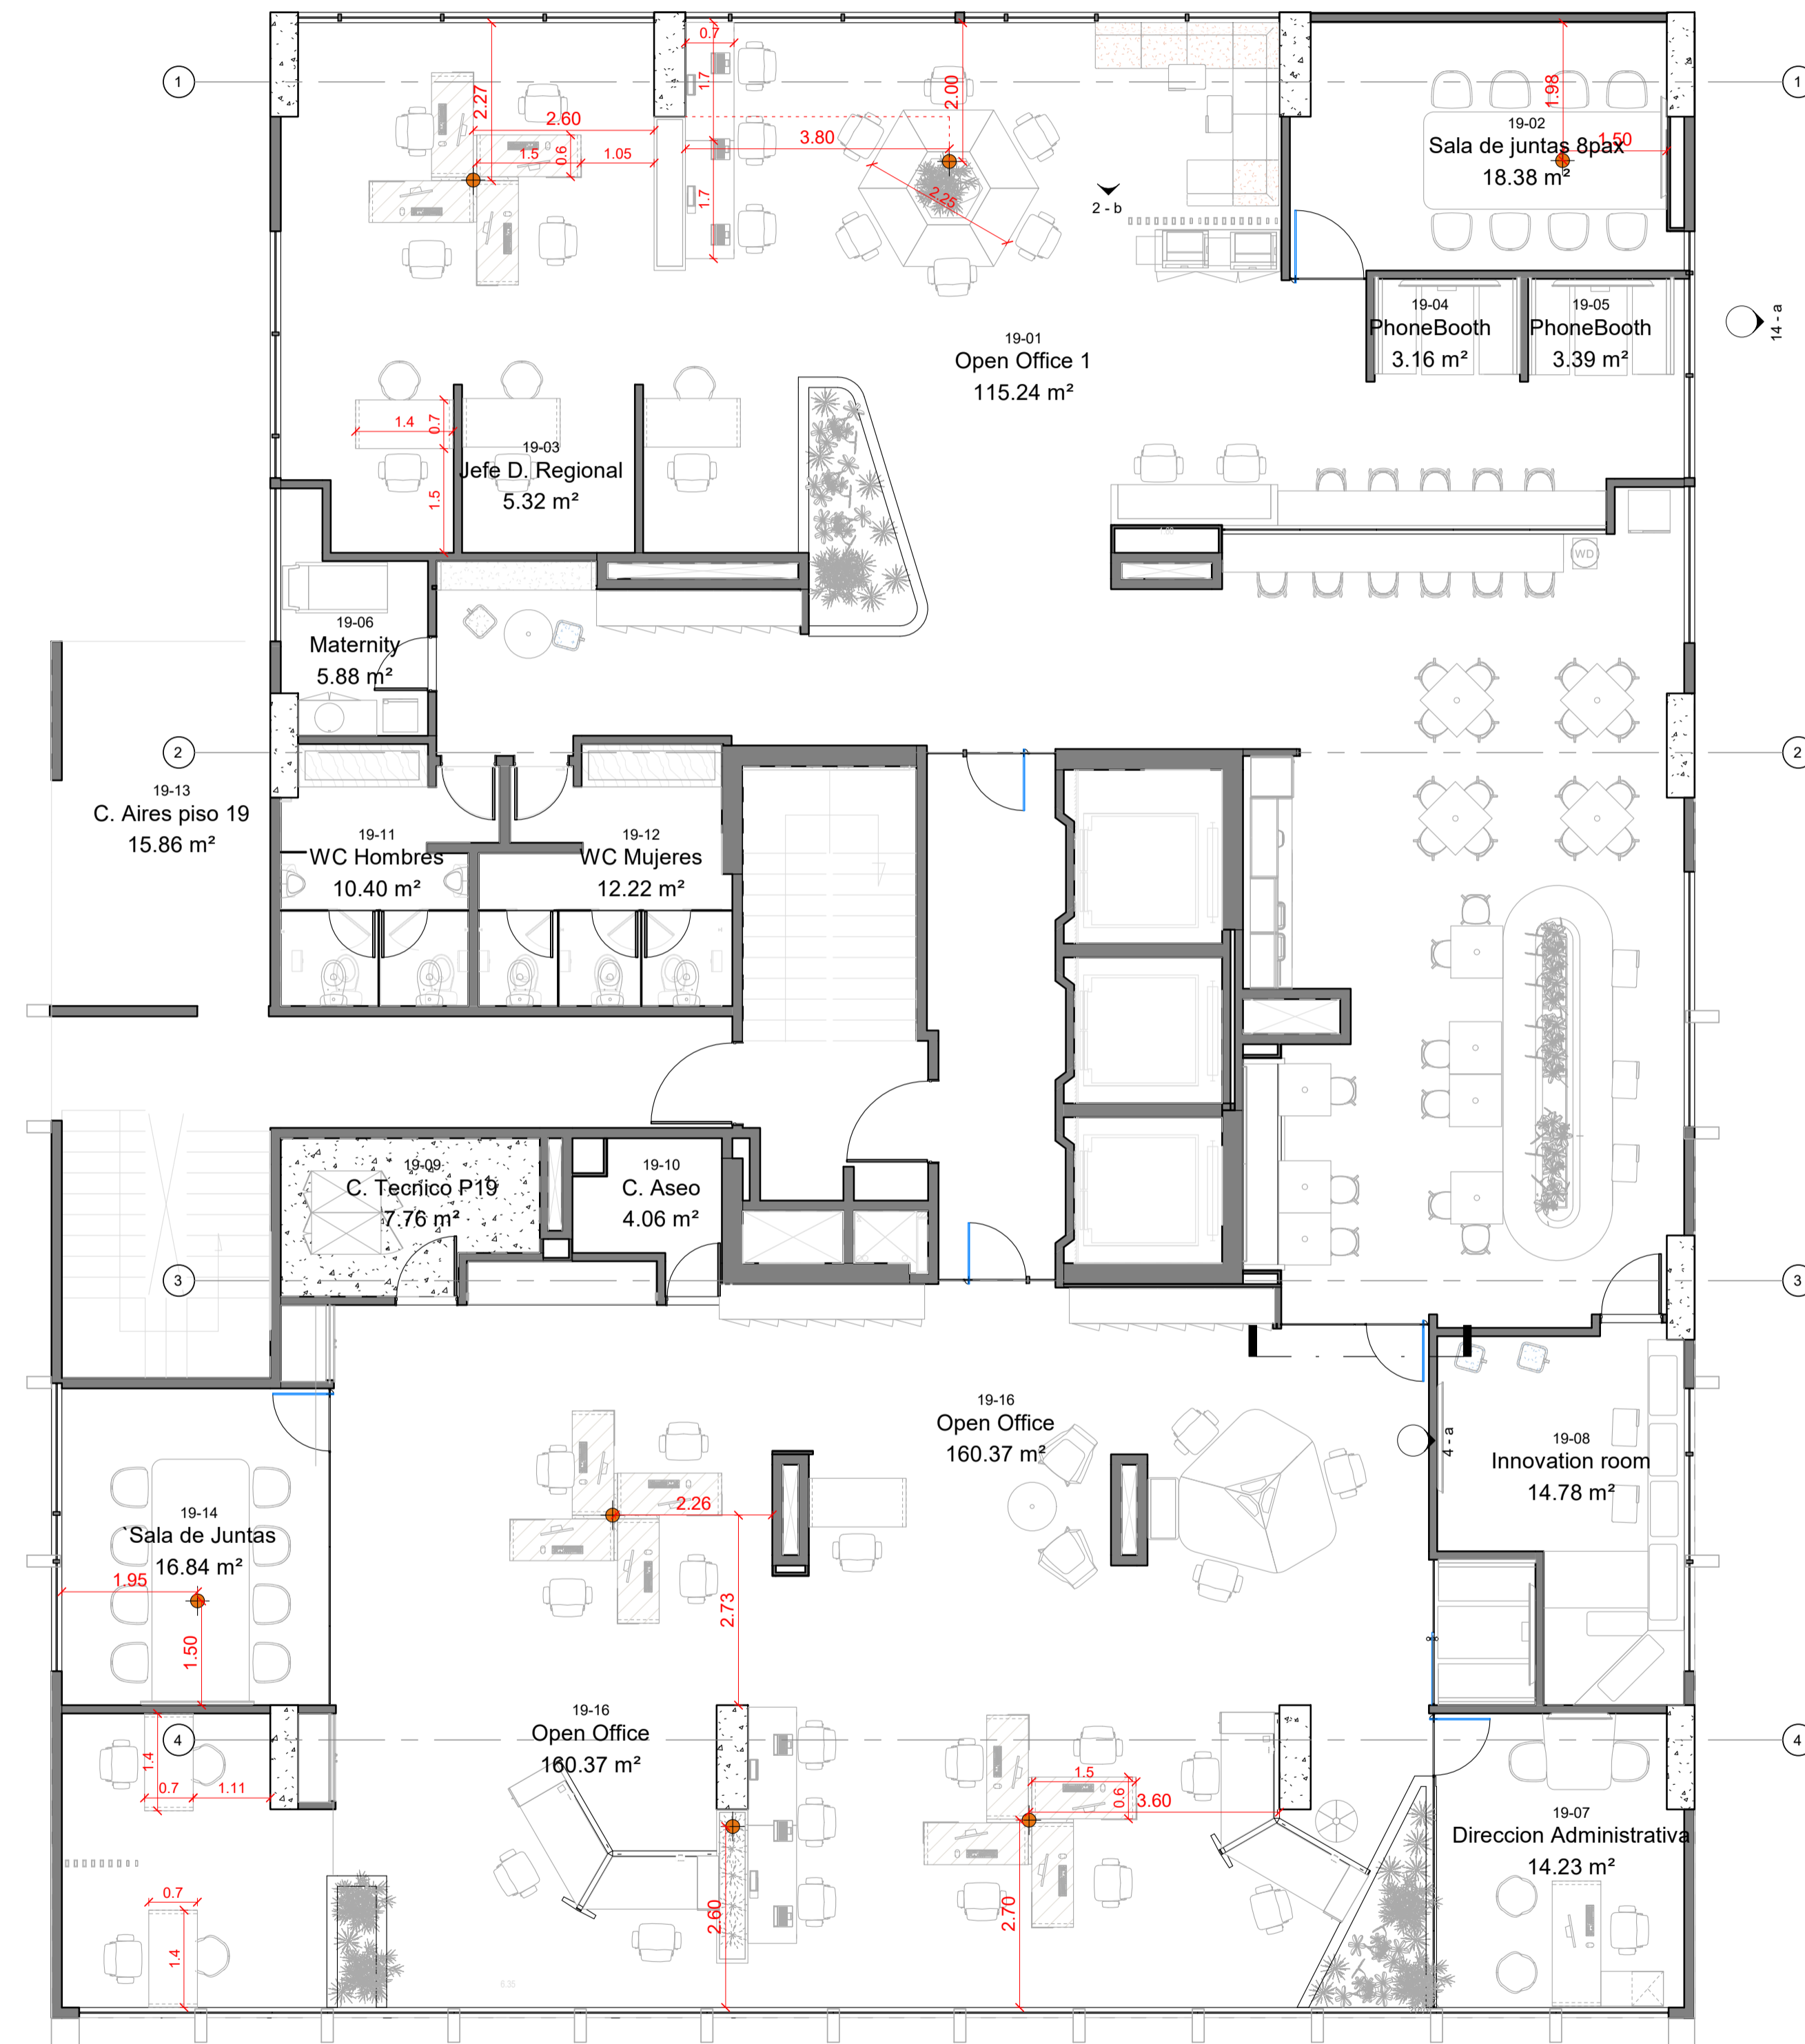 0.7
1
1
2.27
1.7
2.00
1.98
2.60
19-02
Sala de juntas 8pax
18.38 m²
1.50
3.80
1.5
0.6
1.05
1.7
2.25
2 - b
19-04
PhoneBooth
3.16 m²
19-05
PhoneBooth
3.39 m²
14 - a
19-01
Open Office 1
115.24 m²
1.4
0.7
19-03
Jefe D. Regional
5.32 m²
1.5
WD
19-06
Maternity
5.88 m²
2
2
19-13
C. Aires piso 19
15.86 m²
19-11
WC Hombres
10.40 m²
19-12
WC Mujeres
12.22 m²
19-09
C. Tecnico P19
7.76 m²
19-10
C. Aseo
4.06 m²
3
3
19-16
Open Office
160.37 m²
4 - a
19-08
Innovation room
14.78 m²
2.26
19-14
`Sala de Juntas
16.84 m²
1.95
2.73
1.50
19-16
Open Office
160.37 m²
4
4
1.4
0.7
1.11
1.5
0.6
3.60
19-07
Direccion Administrativa
14.23 m²
0.7
2.60
2.70
1.4
6.35